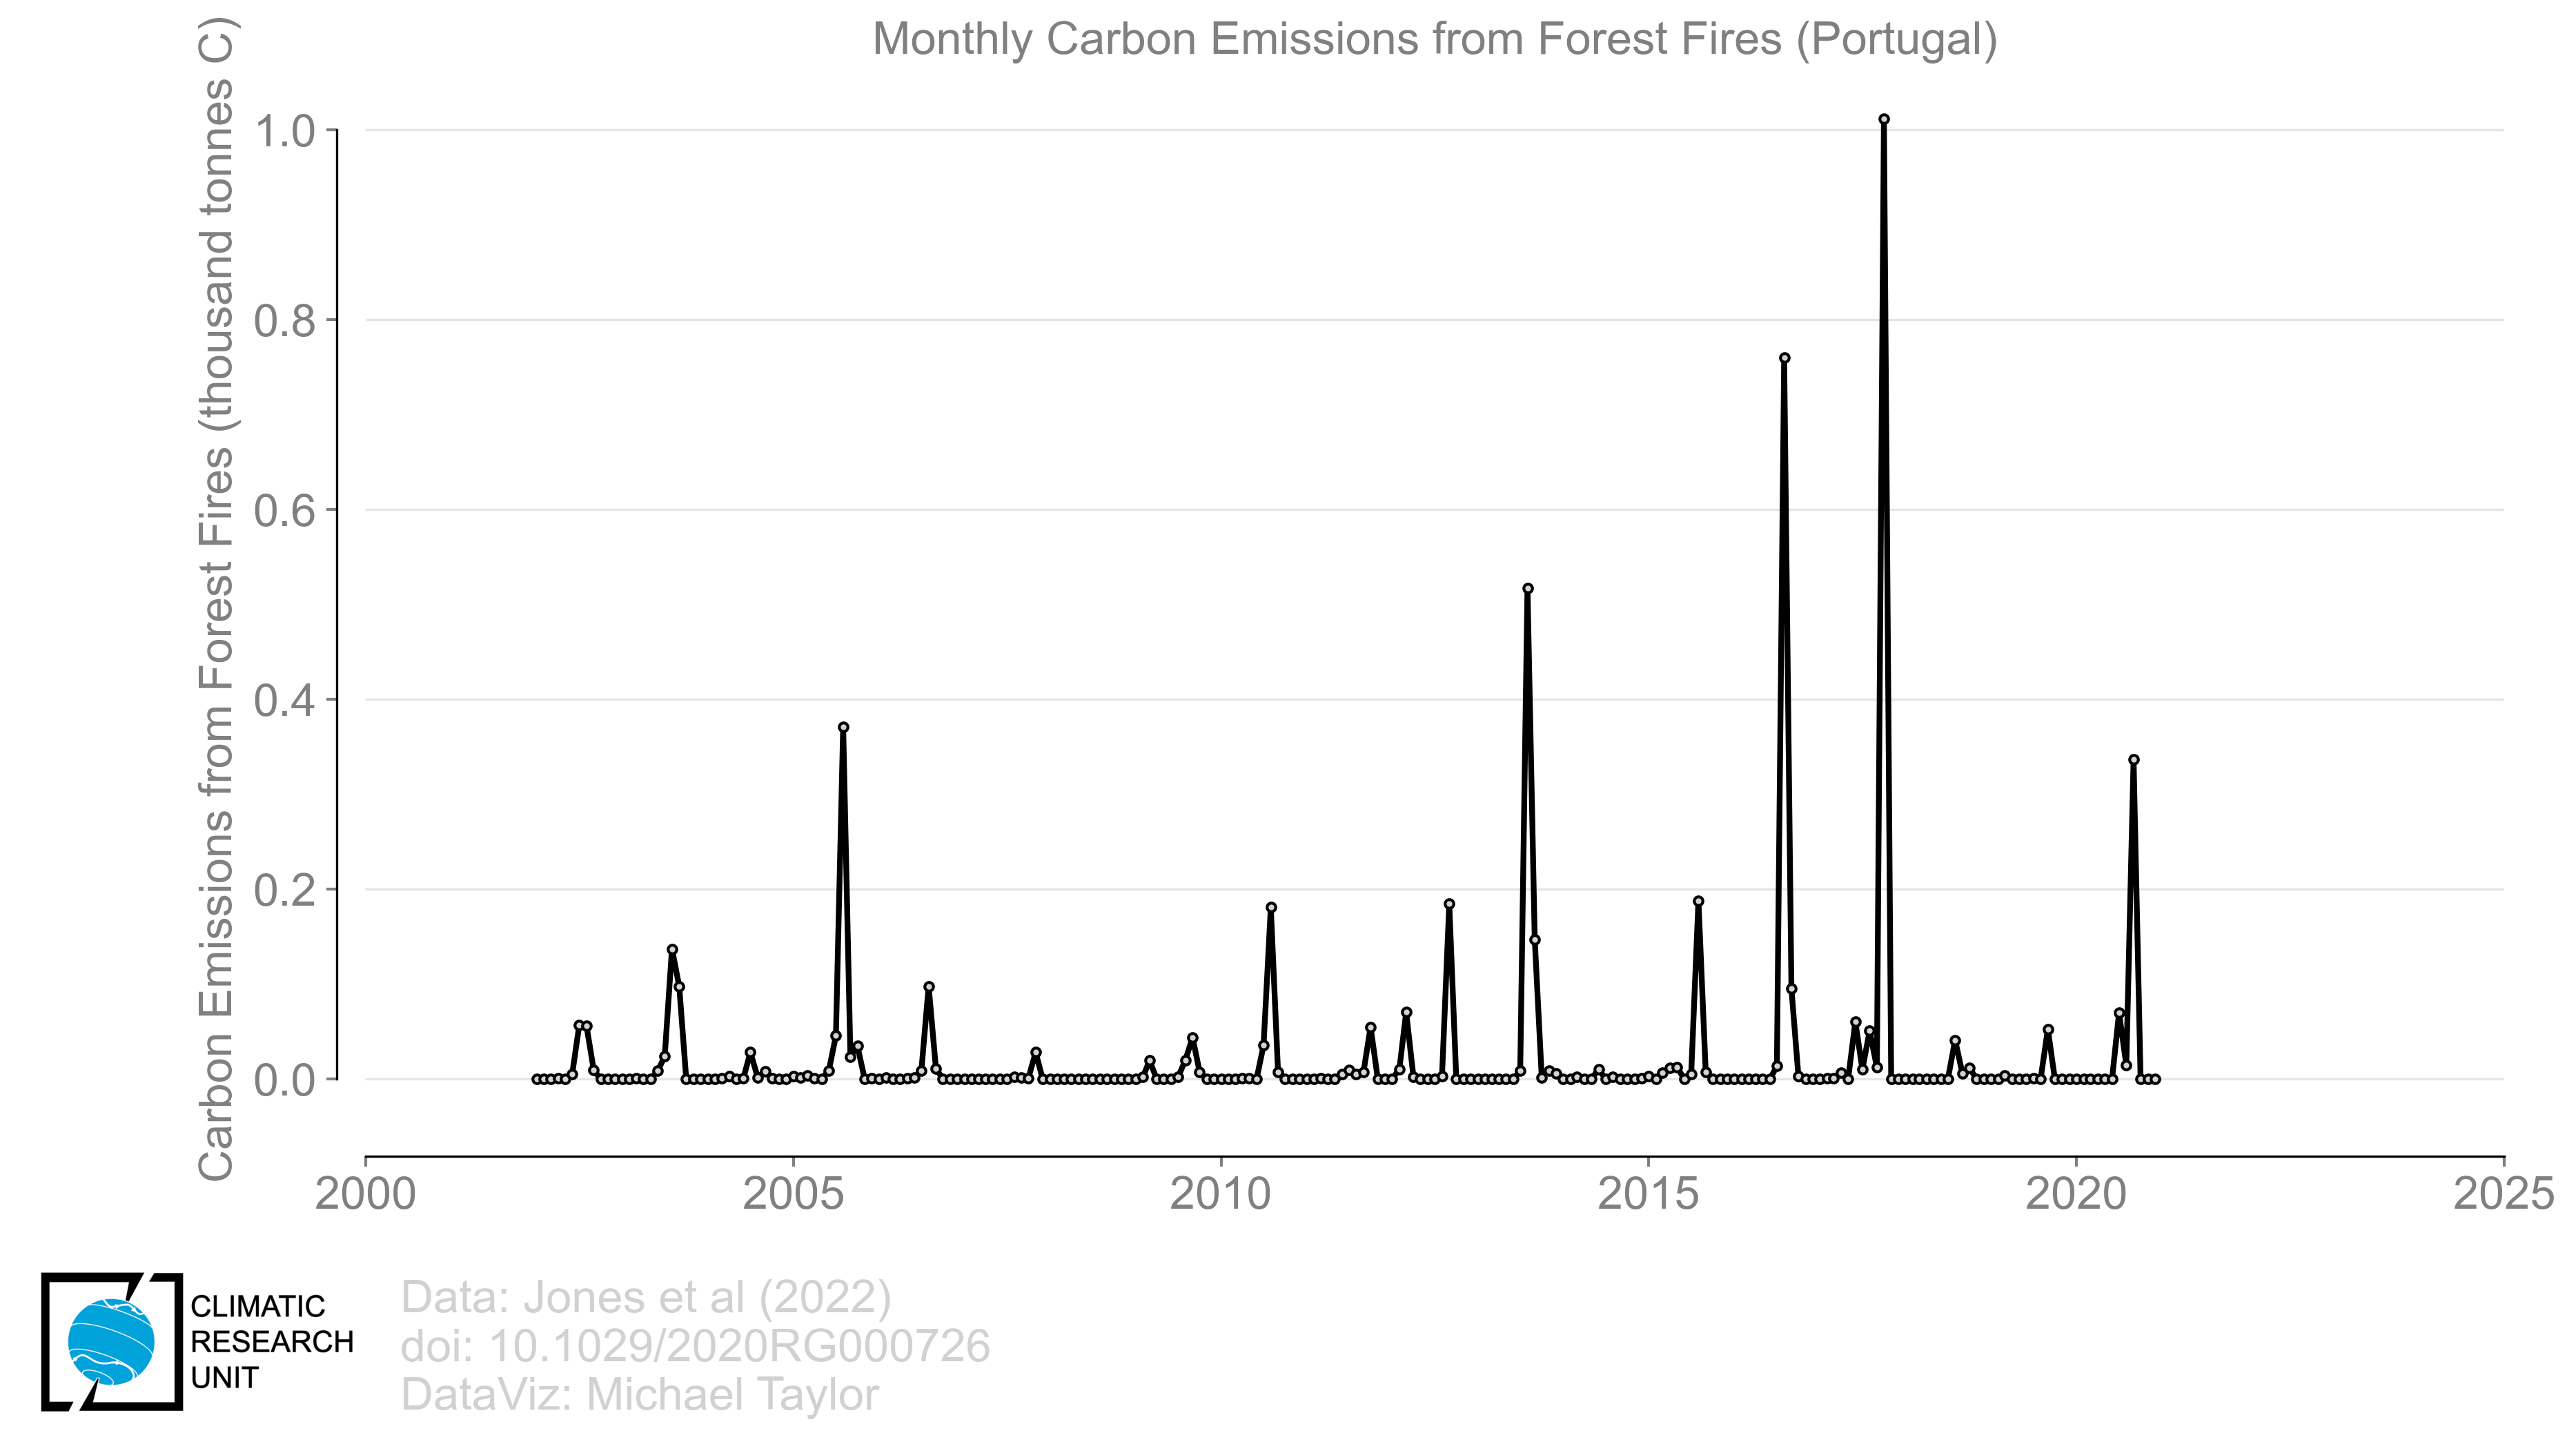 Monthly Carbon Emissions from Forest Fires (Portugal)
Carbon Emissions from Forest Fires (thousand tonnes C)
1.0
0.8
0.6
0.4
0.2
0.0
2000 2005 2010 2015 2020 2025
CLIMATIC
RESEARCH
UNIT
Data: Jones et al (2022)
doi: 10.1029/2020RG000726
DataViz: Michael Taylor